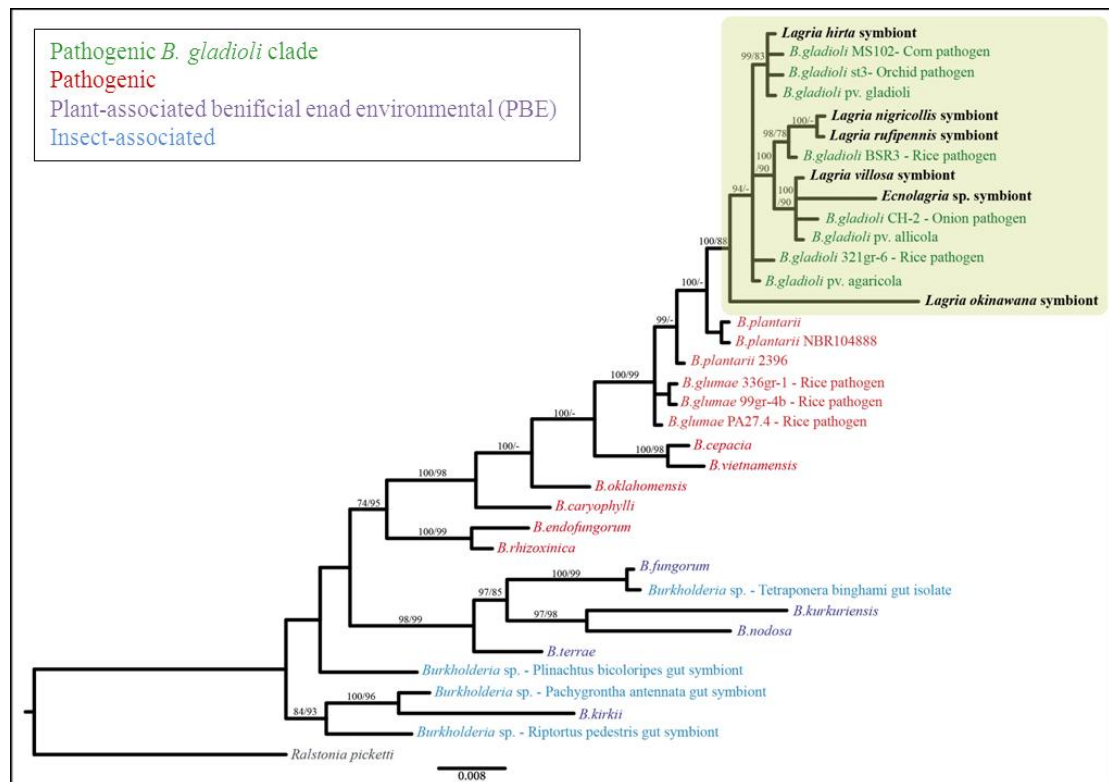 Pathogenic B. gladioli clade
Pathogenic
Plant-associated benificial enad environmental (PBE)
Insect-associated
Lagria hirta symbiont
99/83
B.gladioli MS102- Corn pathogen
B.gladioli st3- Orchid pathogen
B.gladioli pv. gladioli
Lagria nigricollis symbiont
100/-
Lagria rufipennis symbiont
98/78
B.gladioli BSR3 - Rice pathogen
100
/90
Lagria villosa symbiont
100
/90
Ecnolagria sp. symbiont
94/-
B.gladioli CH-2 - Onion pathogen
B.gladioli pv. allicola
100/88
B.gladioli 321gr-6 - Rice pathogen
B.gladioli pv. agaricola
100/-
Lagria okinawana symbiont
99/-
B.plantarii
B.plantarii NBR104888
B.plantarii 2396
100/99
B.glumae 336gr-1 - Rice pathogen
B.glumae 99gr-4b - Rice pathogen
100/-
B.glumae PA27.4 - Rice pathogen
B.cepacia
100/98
B.vietnamensis
100/-
100/98
B.oklahomensis
74/95
B.caryophylli
B.endofungorum
100/99
B.rhizoxinica
B.fungorum
100/99
Burkholderia sp. - Tetraponera binghami gut isolate
97/85
B.kurkuriensis
97/98
B.nodosa
98/99
B.terrae
Burkholderia sp. - Plinachtus bicoloripes gut symbiont
Burkholderia sp. - Pachygrontha antennata gut symbiont
100/96
B.kirkii
84/93
Burkholderia sp. - Riptortus pedestris gut symbiont
Ralstonia picketti
0.008